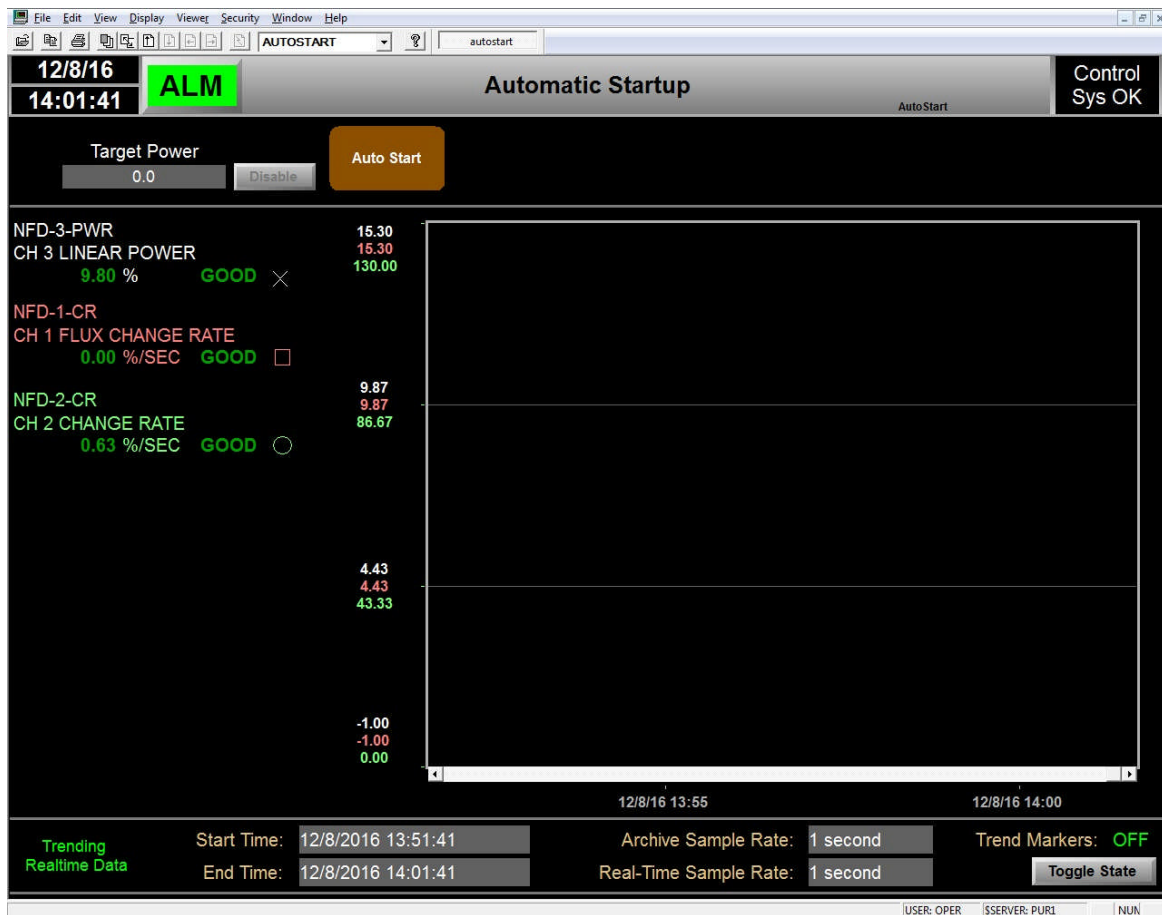 File Edit View Display Viewer Security Window Help
AUTOSTART autostart
12/8/16
14:01:41
ALM
Automatic Startup
AutoStart
Control
Sys OK
Target Power
0.0
Disable
Auto Start
NFD-3-PWR
CH 3 LINEAR POWER
9.80 % GOOD
NFD-1-CR
CH 1 FLUX CHANGE RATE
0.00 %/SEC GOOD
NFD-2-CR
CH 2 CHANGE RATE
0.63 %/SEC GOOD
15.30
15.30
130.00
9.87
9.87
86.67
4.43
4.43
43.33
-1.00
-1.00
0.00
12/8/16 13:55 12/8/16 14:00
Trending
Realtime Data
Start Time: 12/8/2016 13:51:41
End Time: 12/8/2016 14:01:41
Archive Sample Rate: 1 second
Real-Time Sample Rate: 1 second
Trend Markers: OFF
Toggle State
USER: OPER $SERVER: PUR1 NUM